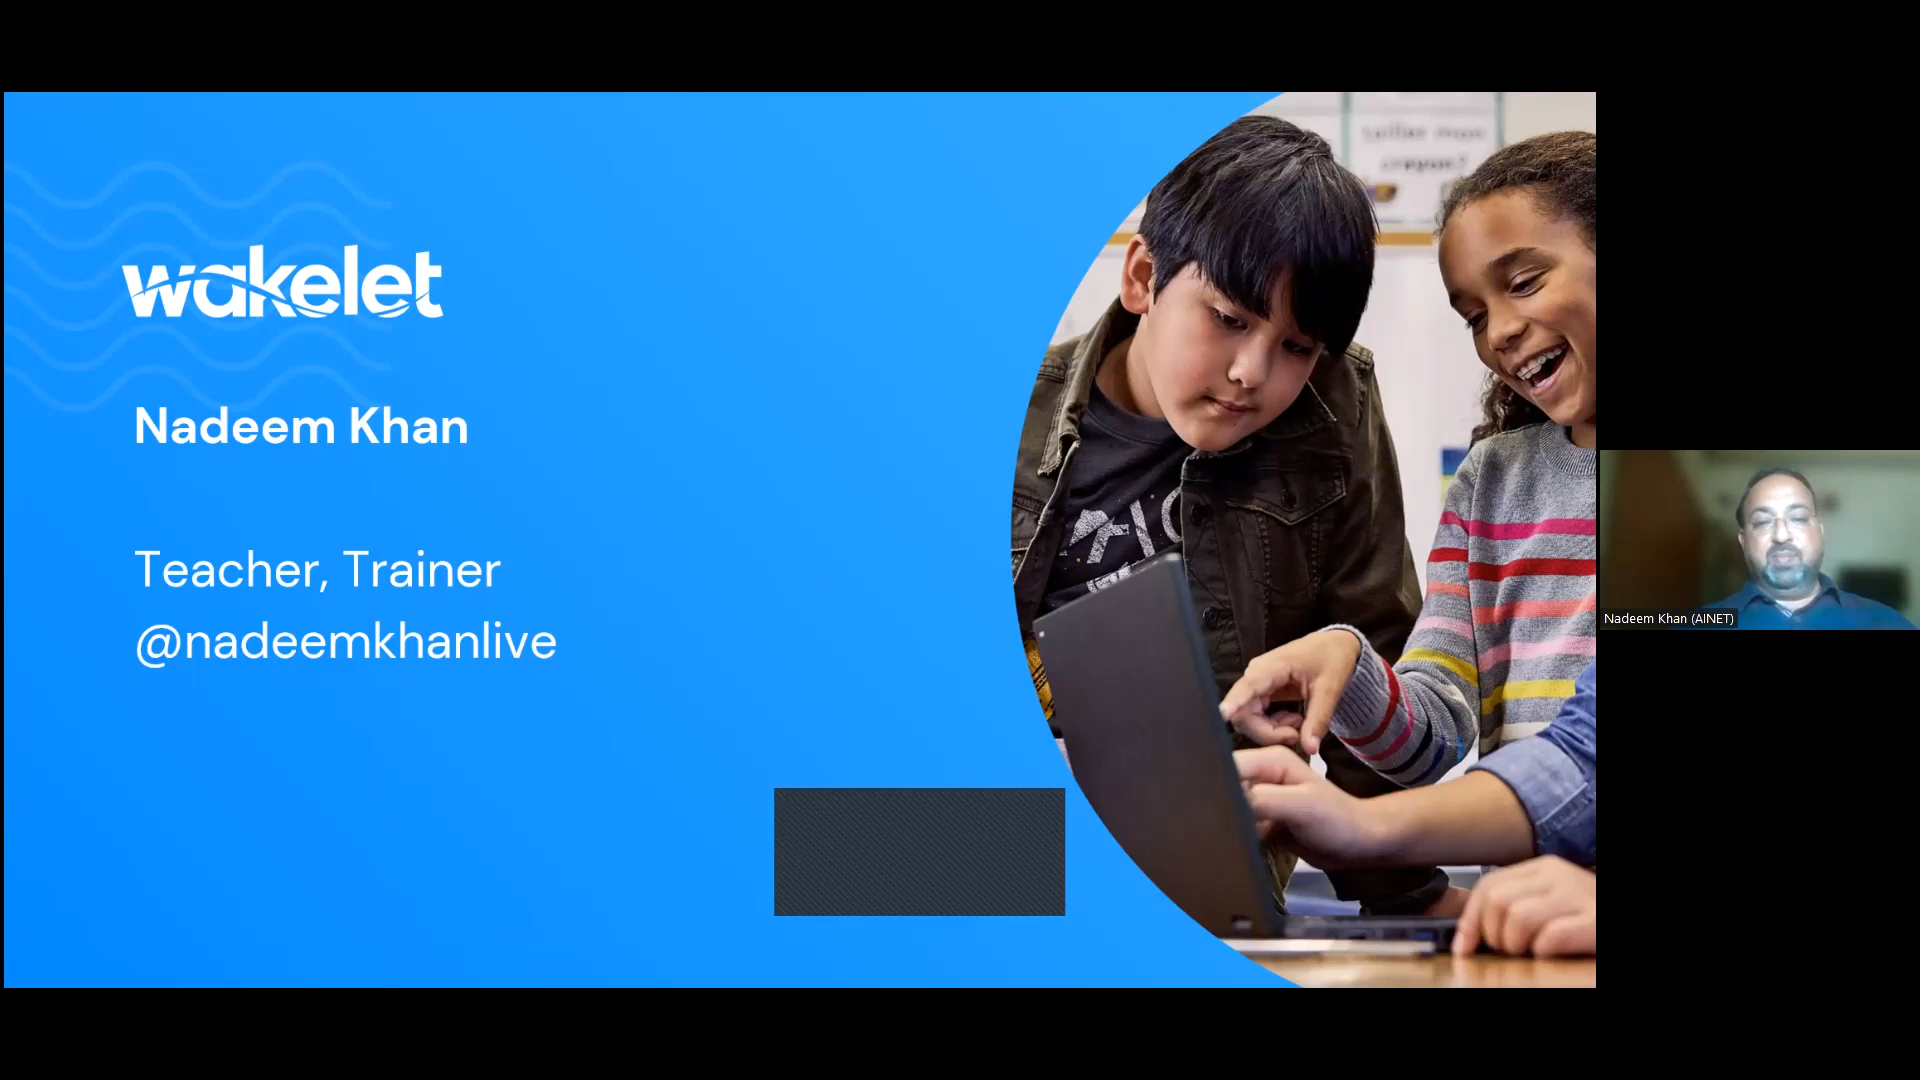 wakelet
Nadeem Khan
Teacher, Trainer
@nadeemkhanlive
Nadeem Khan (AINET)